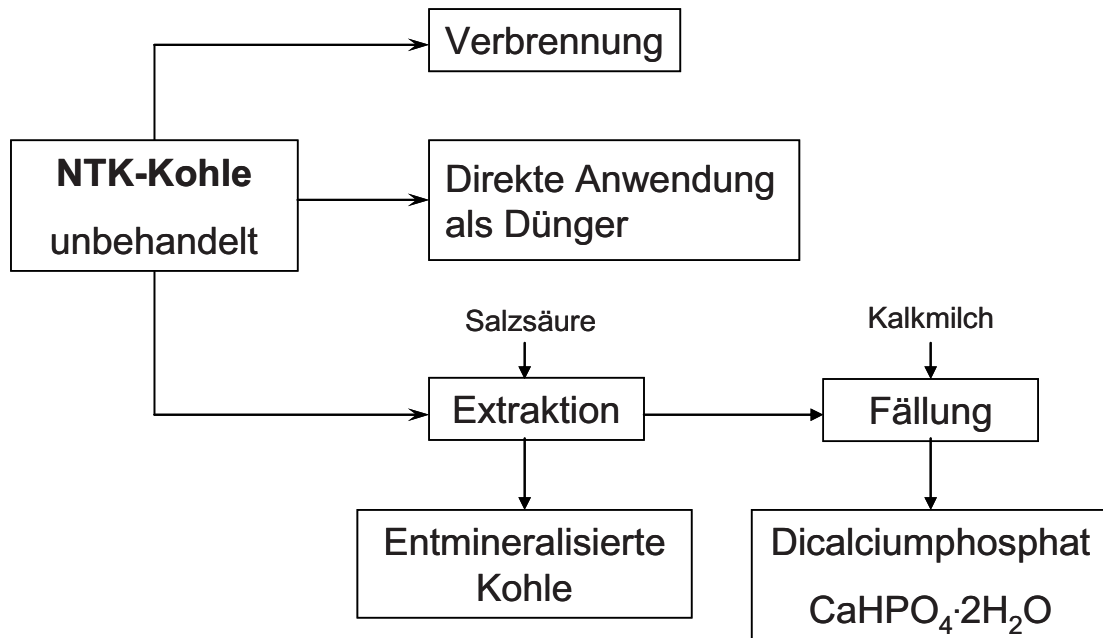 Verbrennung
NTK-Kohle
unbehandelt
Direkte Anwendung
als Dünger
Salzsäure
Kalkmilch
Extraktion
Fällung
Entmineralisierte
Kohle
Dicalciumphosphat
CaHPO₄·2H₂O